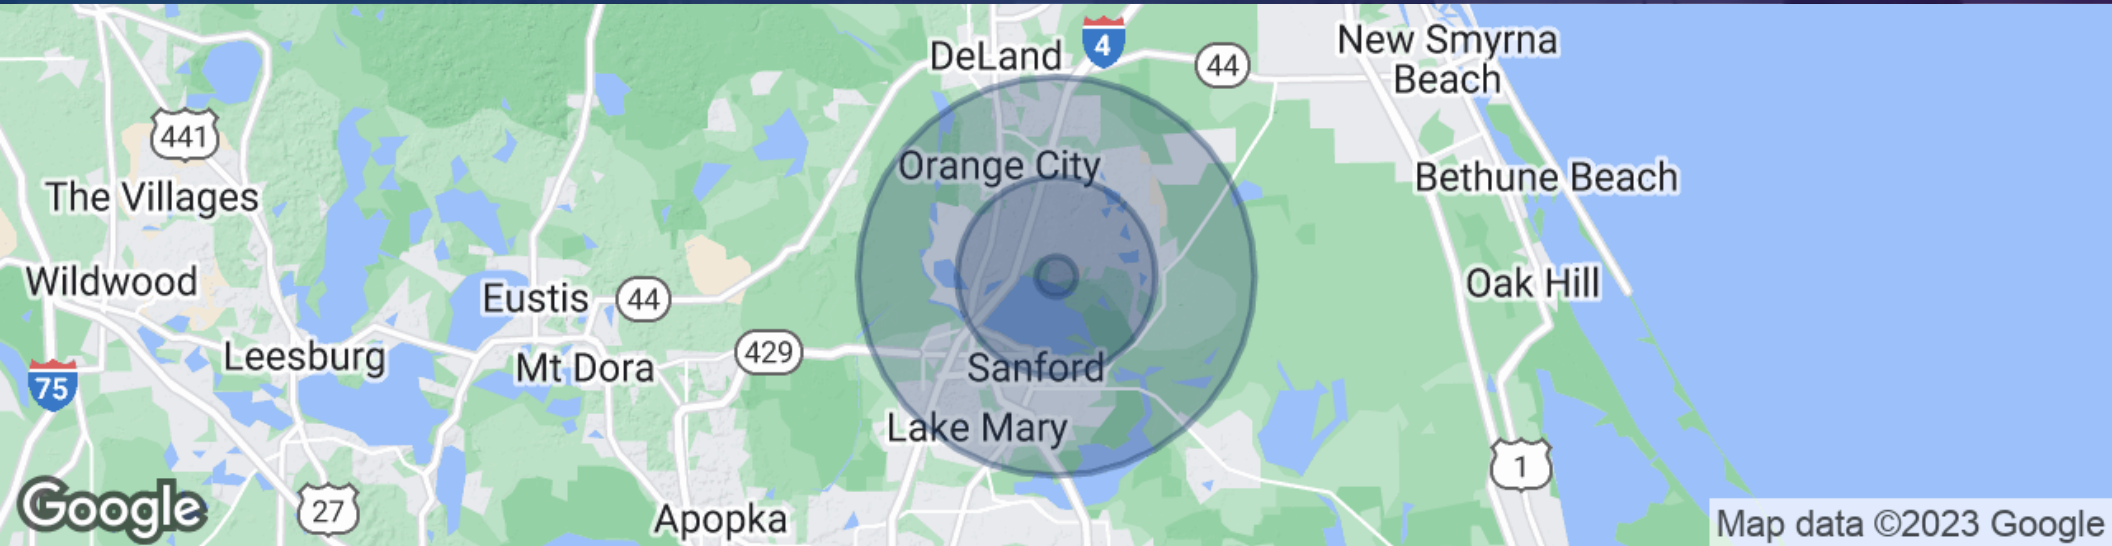 DeLand
4
44
New Smyrna
Beach
441
The Villages
Orange City
Bethune Beach
Wildwood
Eustis
44
Oak Hill
Leesburg
Mt Dora
429
Sanford
75
Lake Mary
1
Google
27
Apopka
Map data ©2023 Google